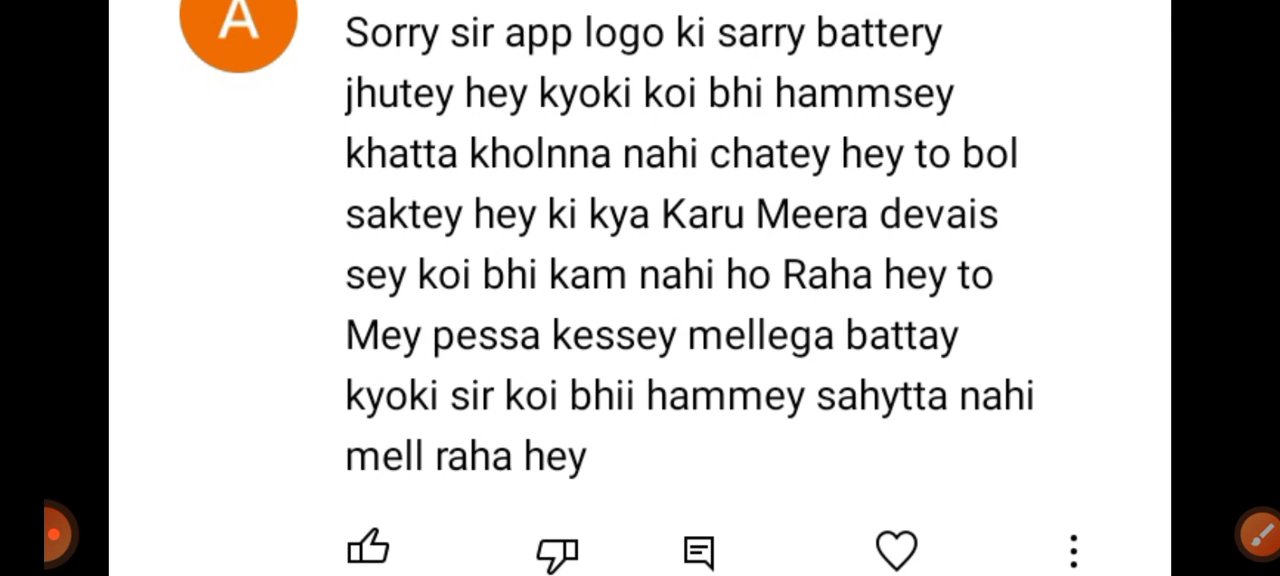 A
Sorry sir app logo ki sarry battery
jhutey hey kyoki koi bhi hammsey
khatta kholnna nahi chatey hey to bol
saktey hey ki kya Karu Meera devais
sey koi bhi kam nahi ho Raha hey to
Mey pessa kessey mellega battay
kyoki sir koi bhii hammey sahytta nahi
mell raha hey